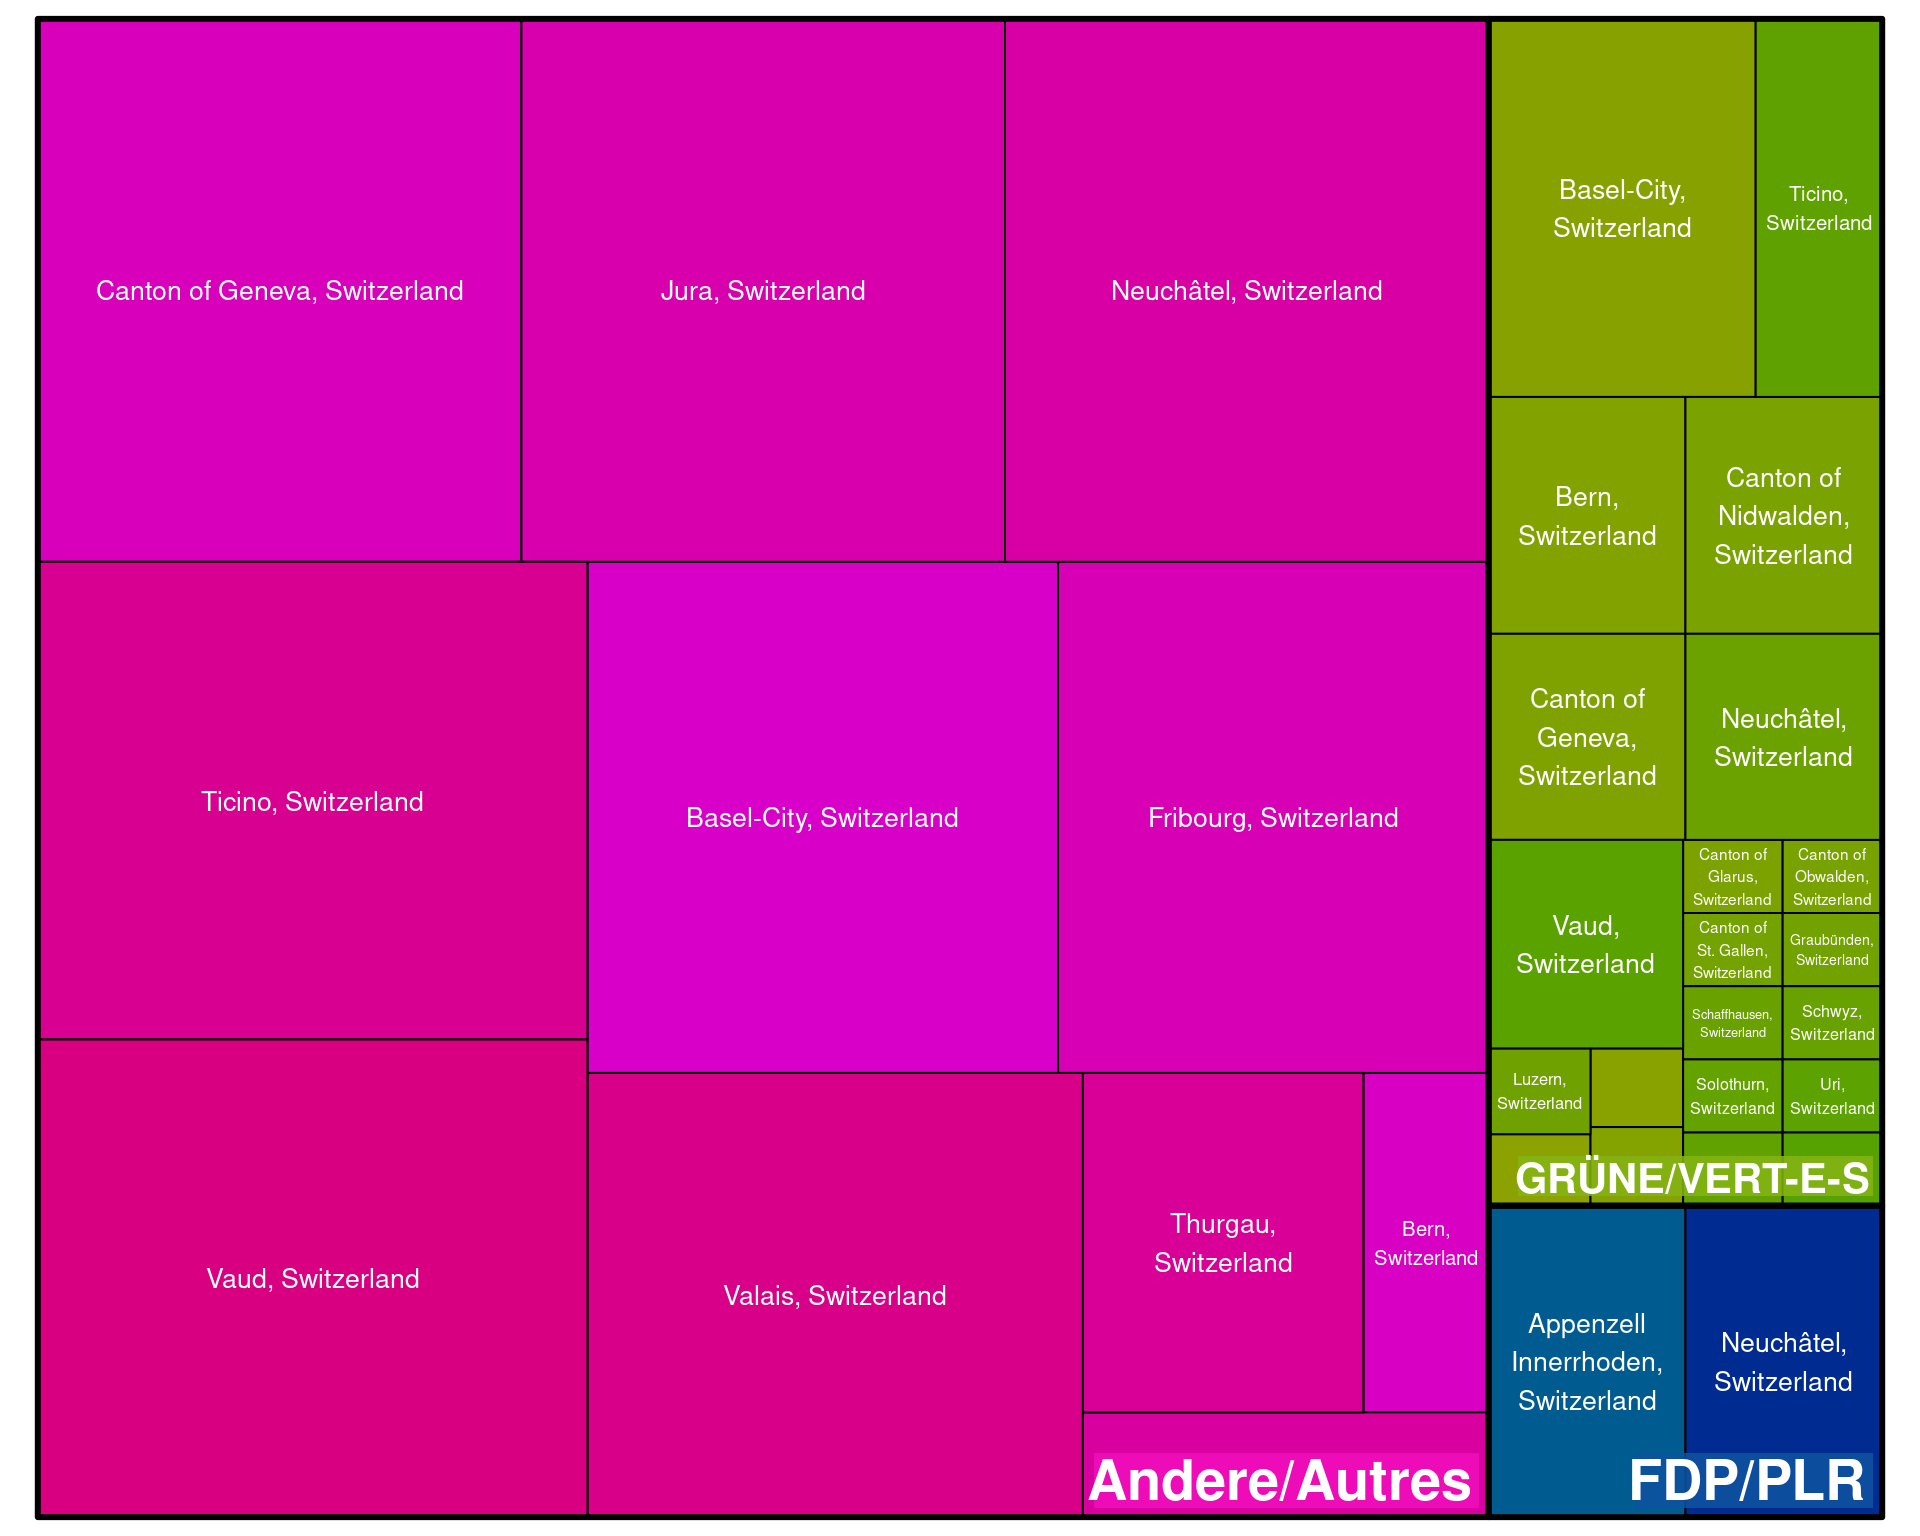 Canton of Geneva, Switzerland
Jura, Switzerland
Neuchâtel, Switzerland
Ticino, Switzerland
Basel-City, Switzerland
Fribourg, Switzerland
Vaud, Switzerland
Valais, Switzerland
Thurgau,
Switzerland
Bern,
Switzerland
Andere/Autres
Basel-City,
Switzerland
Ticino,
Switzerland
Bern,
Switzerland
Canton of
Nidwalden,
Switzerland
Canton of
Geneva,
Switzerland
Neuchâtel,
Switzerland
Vaud,
Switzerland
Canton of
Glarus,
Switzerland
Canton of
Obwalden,
Switzerland
Canton of
St. Gallen,
Switzerland
Graubünden,
Switzerland
Schaffhausen,
Switzerland
Schwyz,
Switzerland
Luzern,
Switzerland
Solothurn,
Switzerland
Uri,
Switzerland
GRÜNE/VERT-E-S
Appenzell
Innerrhoden,
Switzerland
Neuchâtel,
Switzerland
FDP/PLR